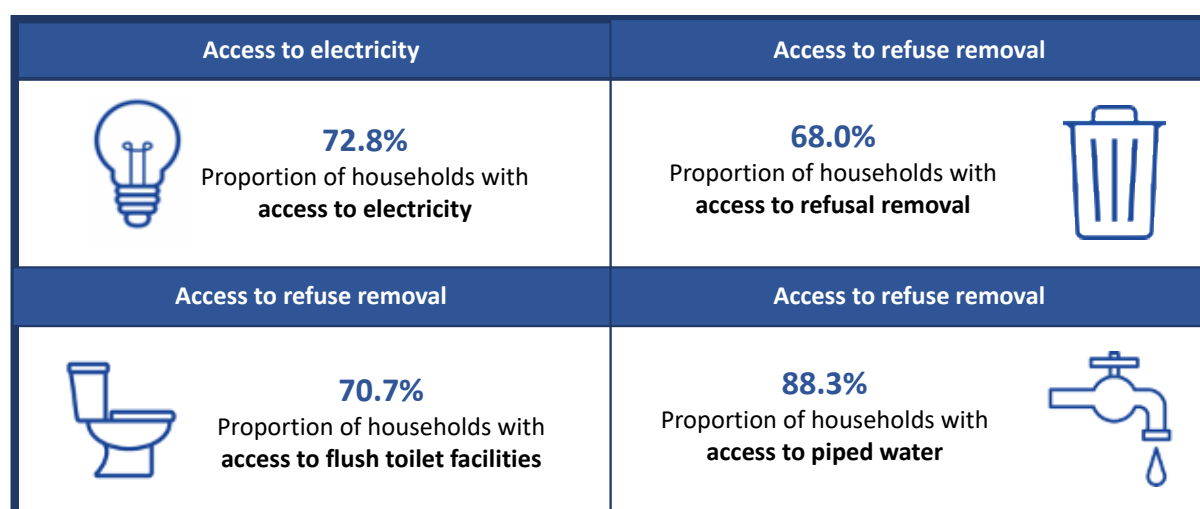 Access to electricity
Access to refuse removal
72.8%
Proportion of households with
access to electricity
68.0%
Proportion of households with
access to refusal removal
Access to refuse removal
Access to refuse removal
70.7%
Proportion of households with
access to flush toilet facilities
88.3%
Proportion of households with
access to piped water